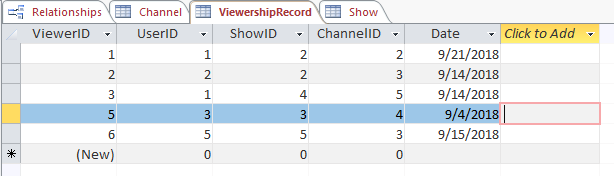 Relationships Channel ViewershipRecord Show
ViewerID UserID ShowID ChannelID Date Click to Add
1 1 2 2 9/21/2018
2 2 2 3 9/14/2018
3 1 4 5 9/14/2018
5 3 3 4 9/4/2018
6 5 5 3 9/15/2018
* (New) 0 0 0